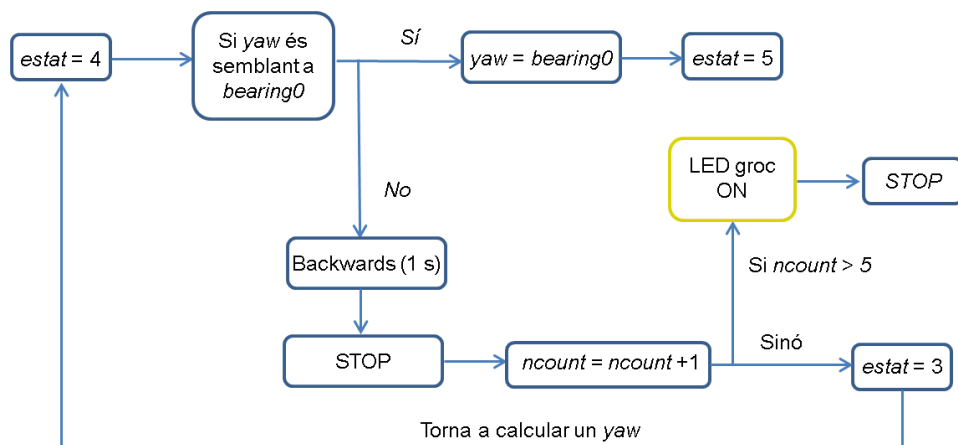 estat = 4
Si yaw és
semblant a
bearing0
Sí
yaw = bearing0
estat = 5
No
Backwards (1 s)
STOP
ncount = ncount +1
Si ncount > 5
LED groc
ON
STOP
Sinó
estat = 3
Torna a calcular un yaw